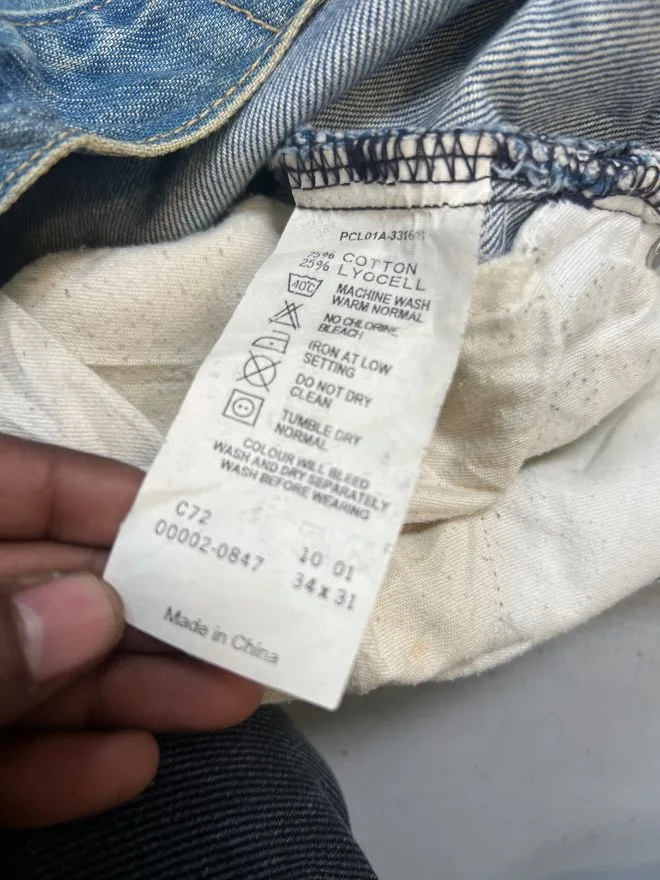 75% COTTON
25% LYOCELL
40C
MACHINE WASH
WARM NORMAL
NO CHLORINE
BLEACH
IRON AT LOW
SETTING
DO NOT DRY
CLEAN
TUMBLE DRY
NORMAL
COLOUR WILL BLEED
WASH AND DRY SEPARATELY
WASH BEFORE WEARING
C72
00002-0847
10 01
34 x 31
Made in China